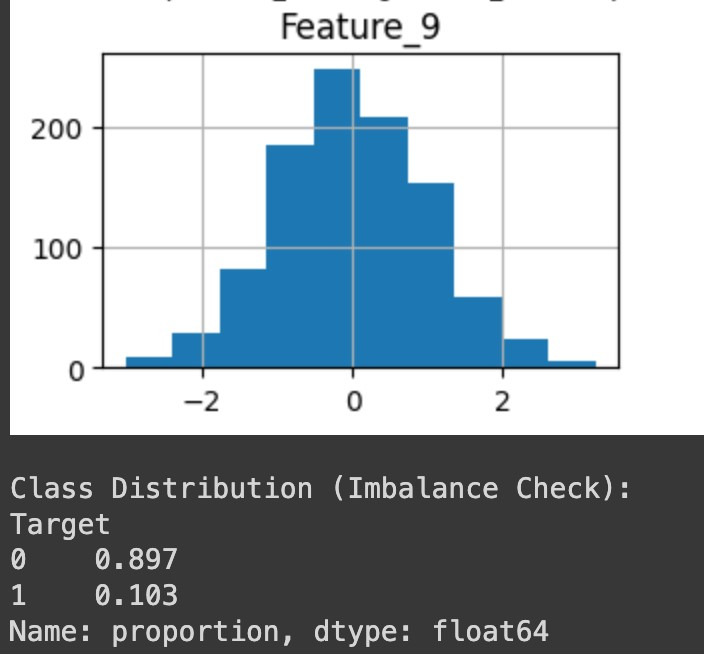 Feature_9
200
100
0
−2 0 2
Class Distribution (Imbalance Check):
Target
0    0.897
1    0.103
Name: proportion, dtype: float64